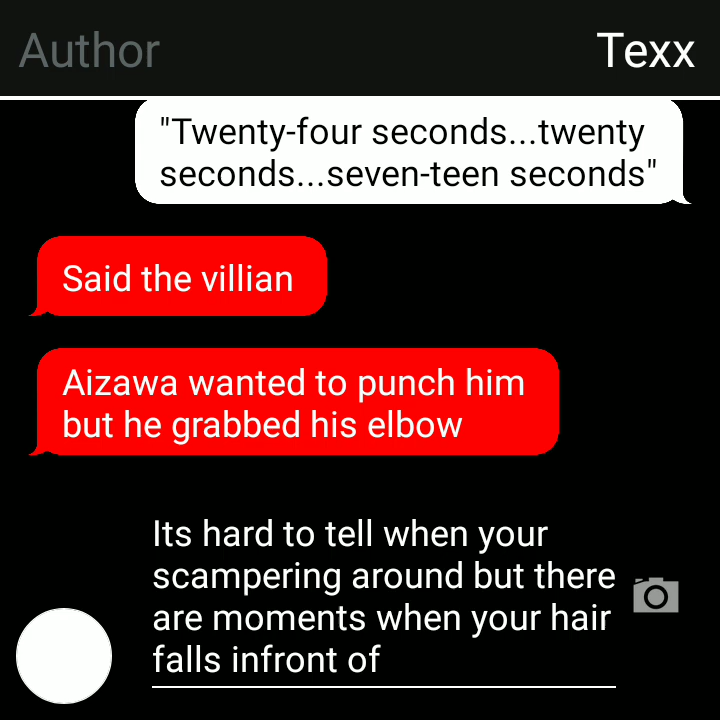 Author
Texx
"Twenty-four seconds...twenty
seconds...seven-teen seconds"
Said the villian
Aizawa wanted to punch him
but he grabbed his elbow
Its hard to tell when your
scampering around but there
are moments when your hair
falls infront of